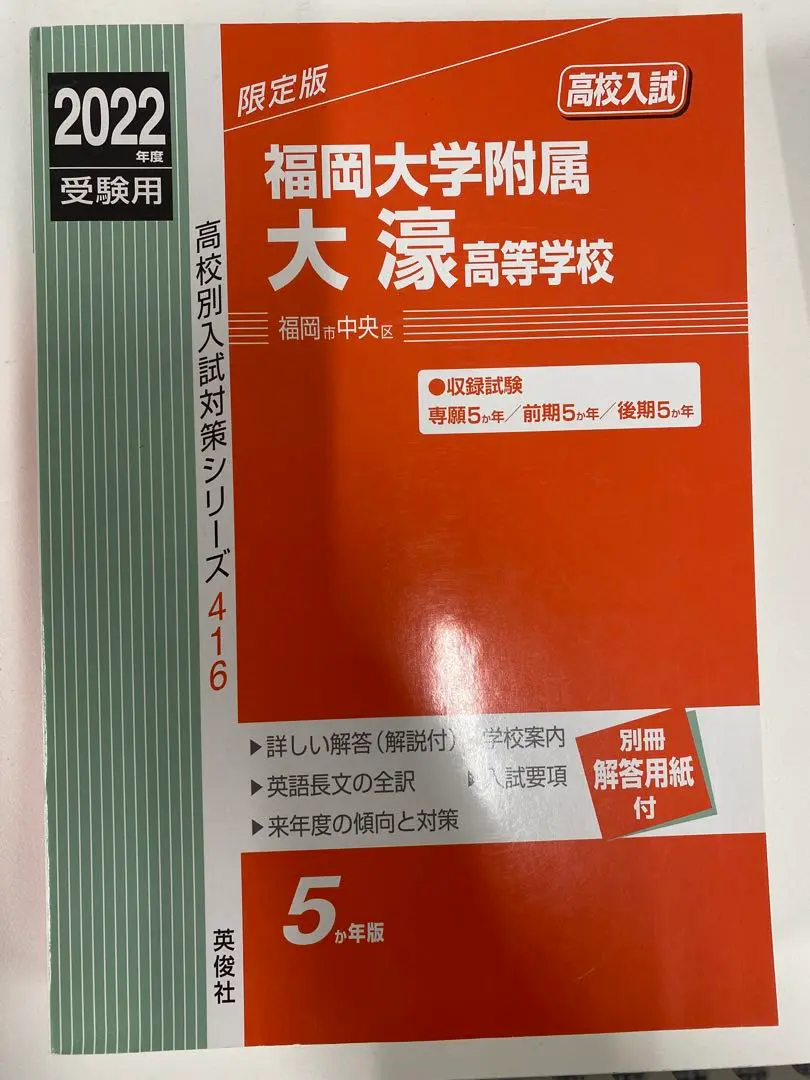 2022
年度
受験用
限定版
高校入試
福岡大学附属
大濠高等学校
福岡市中央区
高校別入試対策シリーズ416
●収録試験
専願5か年／前期5か年／後期5か年
▶詳しい解答(解説付) ▶学校案内
▶英語長文の全訳 ▶入試要項
▶来年度の傾向と対策
別冊
解答用紙
付
5か年版
英俊社